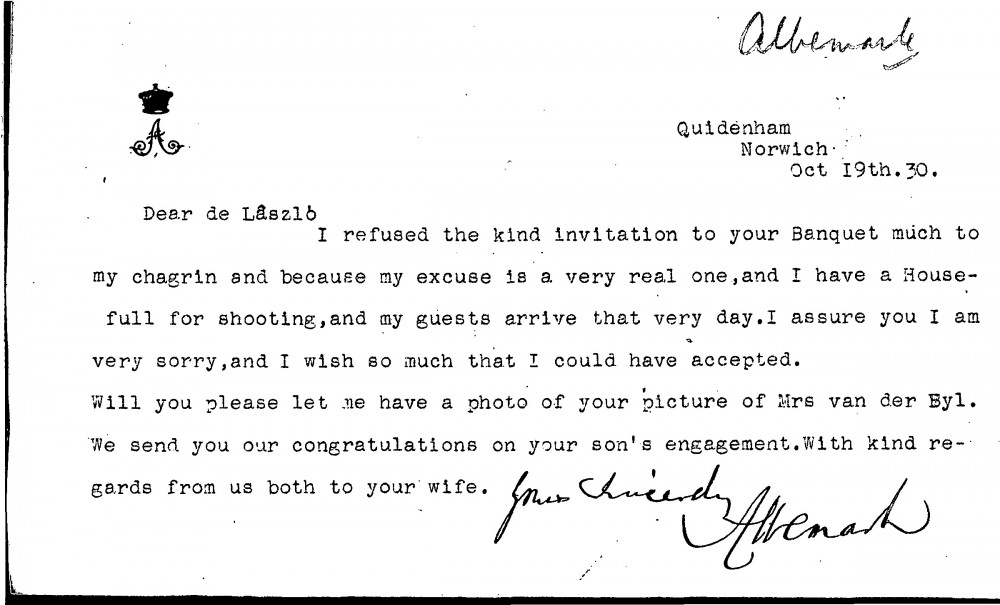 Albemarle
A
Quidenham
Norwich
Oct I9th.30.
Dear de Lâszlò
I refused the kind invitation to your Banquet much to
my chagrin and because my excuse is a very real one,and I have a House-
full for shooting,and my guests arrive that very day.I assure you I am
very sorry,and I wish so much that I could have accepted.
Will you please let me have a photo of your picture of Mrs van der Byl.
We send you our congratulations on your son's engagement.With kind re-
gards from us both to your wife. Yours Sincerely
Albemarle